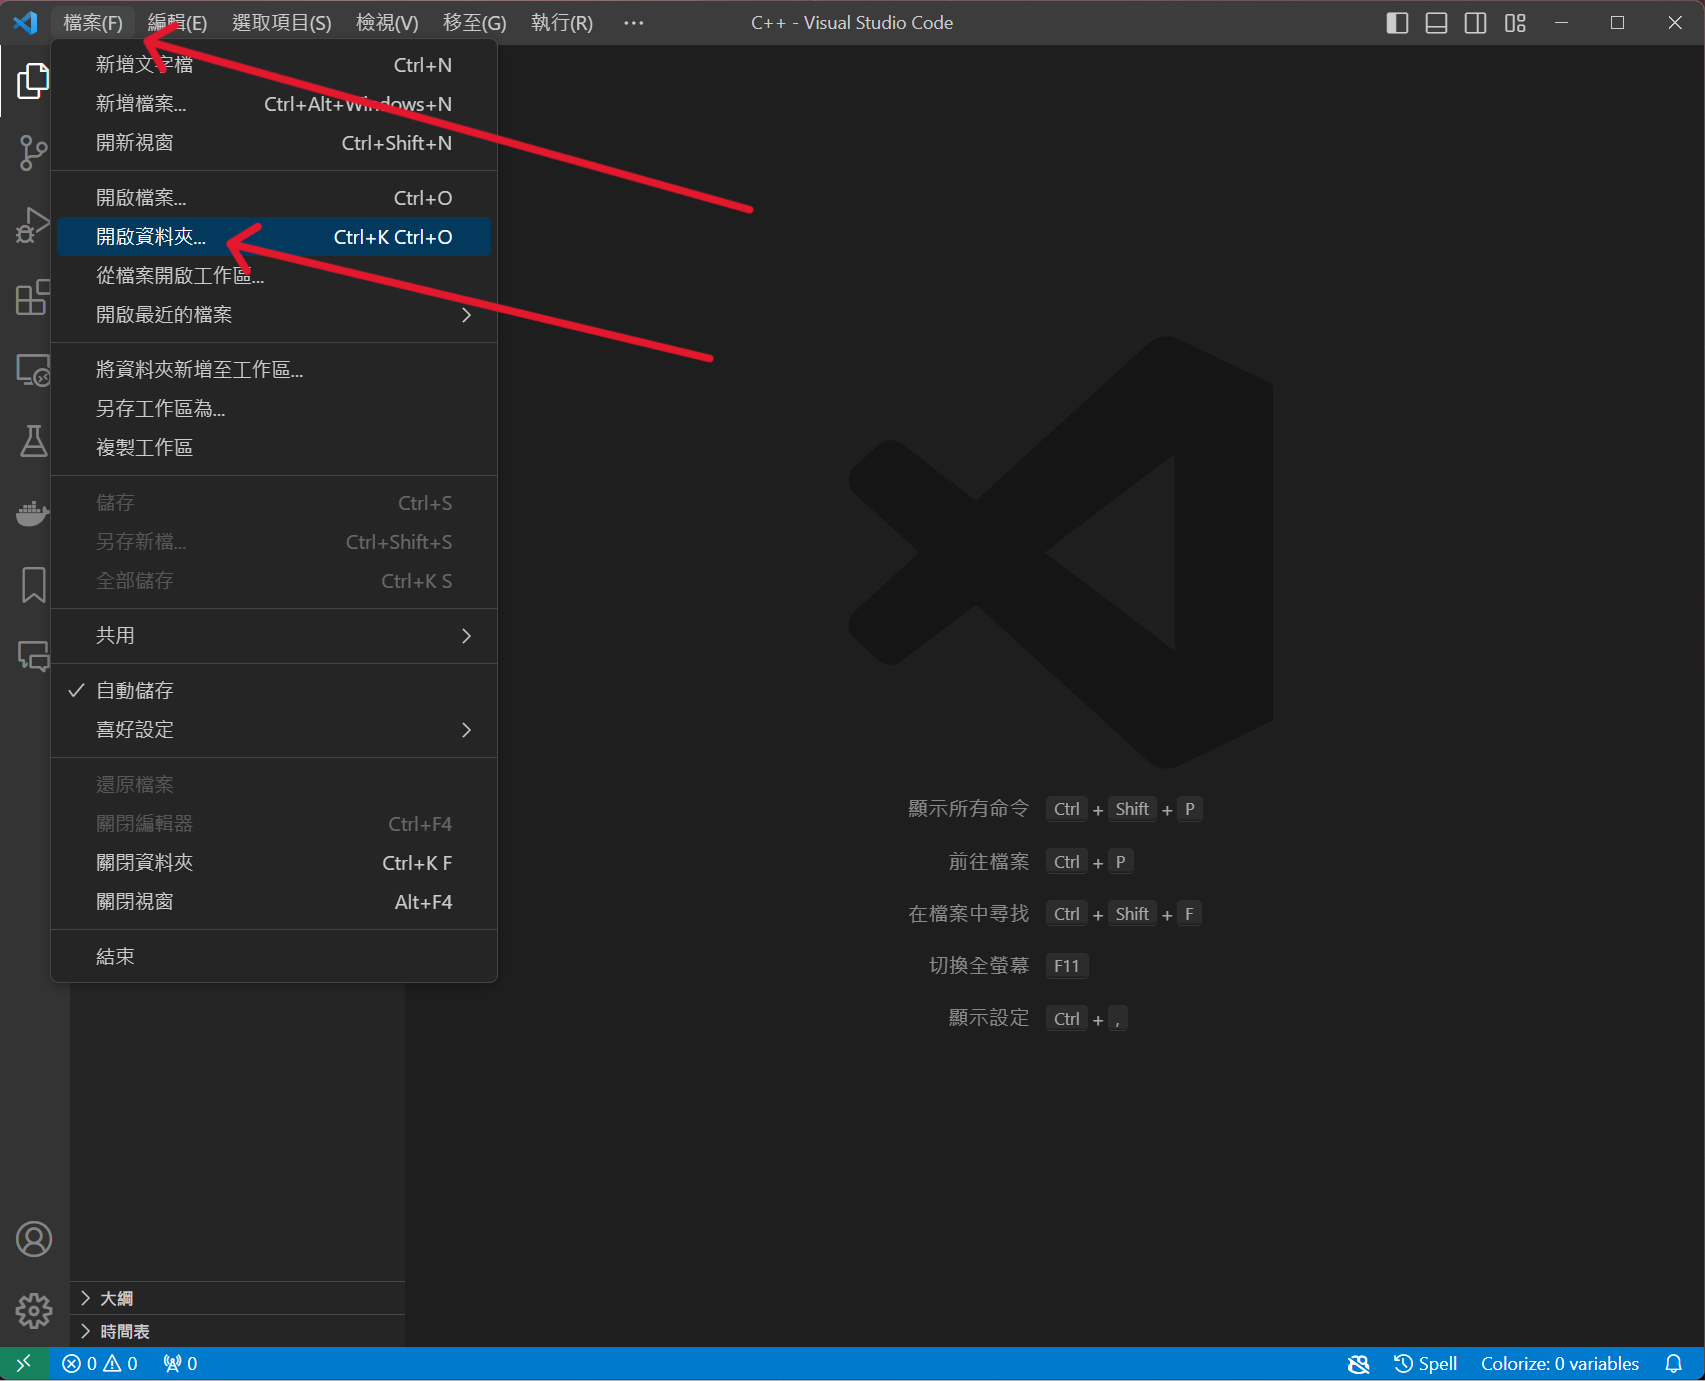 檔案(F) 編輯(E) 選取項目(S) 檢視(V) 移至(G) 執行(R) ··· C++ - Visual Studio Code
新增文字檔 Ctrl+N
新增檔案... Ctrl+Alt+Windows+N
開新視窗 Ctrl+Shift+N
開啟檔案... Ctrl+O
開啟資料夾... Ctrl+K Ctrl+O
從檔案開啟工作區...
開啟最近的檔案
將資料夾新增至工作區...
另存工作區為...
複製工作區
儲存 Ctrl+S
另存新檔... Ctrl+Shift+S
全部儲存 Ctrl+K S
共用
自動儲存
喜好設定
還原檔案
關閉編輯器 Ctrl+F4
關閉資料夾 Ctrl+K F
關閉視窗 Alt+F4
結束
顯示所有命令 Ctrl + Shift + P
前往檔案 Ctrl + P
在檔案中尋找 Ctrl + Shift + F
切換全螢幕 F11
顯示設定 Ctrl + ,
大綱
時間表
0 0 0 Spell Colorize: 0 variables